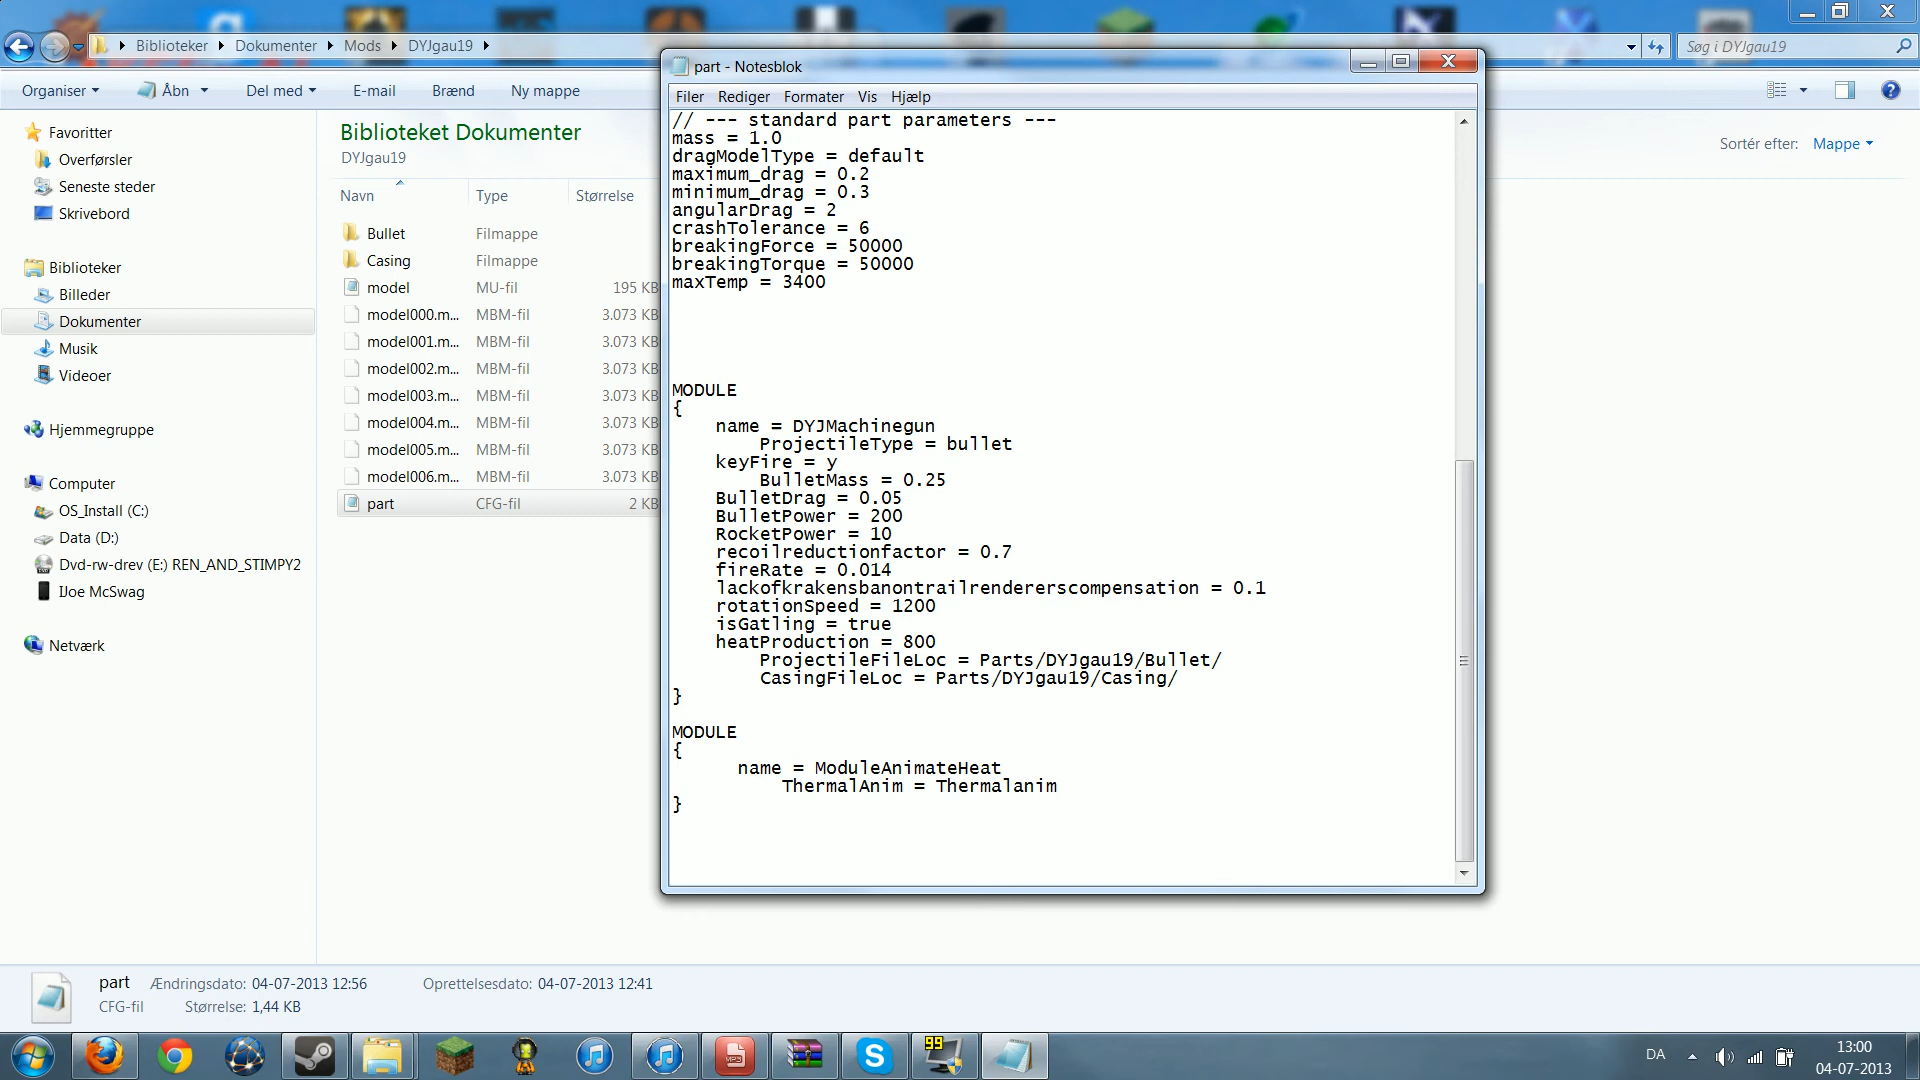 Biblioteker
Dokumenter
Mods
DYJgau19
Søg i DYJgau19
Organiser
Åbn
Del med
E-mail
Brænd
Ny mappe
Favoritter
Overførsler
Seneste steder
Skrivebord
Biblioteker
Billeder
Dokumenter
Musik
Videoer
Hjemmegruppe
Computer
OS_Install (C:)
Data (D:)
Dvd-rw-drev (E:) REN_AND_STIMPY2
IJoe McSwag
Netværk
Biblioteket Dokumenter
DYJgau19
Sortér efter: Mappe
Navn Type Størrelse
Bullet Filmappe
Casing Filmappe
model MU-fil 195 KB
model000.m... MBM-fil 3.073 KB
model001.m... MBM-fil 3.073 KB
model002.m... MBM-fil 3.073 KB
model003.m... MBM-fil 3.073 KB
model004.m... MBM-fil 3.073 KB
model005.m... MBM-fil 3.073 KB
model006.m... MBM-fil 3.073 KB
part CFG-fil 2 KB
part - Notesblok
Filer Rediger Formater Vis Hjælp
// --- standard part parameters ---
mass = 1.0
dragModelType = default
maximum_drag = 0.2
minimum_drag = 0.3
angularDrag = 2
crashTolerance = 6
breakingForce = 50000
breakingTorque = 50000
maxTemp = 3400
MODULE
{
name = DYJMachinegun
ProjectileType = bullet
keyFire = y
BulletMass = 0.25
BulletDrag = 0.05
BulletPower = 200
RocketPower = 10
recoilreductionfactor = 0.7
fireRate = 0.014
lackofkrakensbanontrailrendererscompensation = 0.1
rotationSpeed = 1200
isGatling = true
heatProduction = 800
ProjectileFileLoc = Parts/DYJgau19/Bullet/
CasingFileLoc = Parts/DYJgau19/Casing/
}
MODULE
{
name = ModuleAnimateHeat
ThermalAnim = Thermalanim
}
part Ændringsdato: 04-07-2013 12:56 Oprettelsesdato: 04-07-2013 12:41
CFG-fil Størrelse: 1,44 KB
MP3
99
DA
13:00
04-07-2013